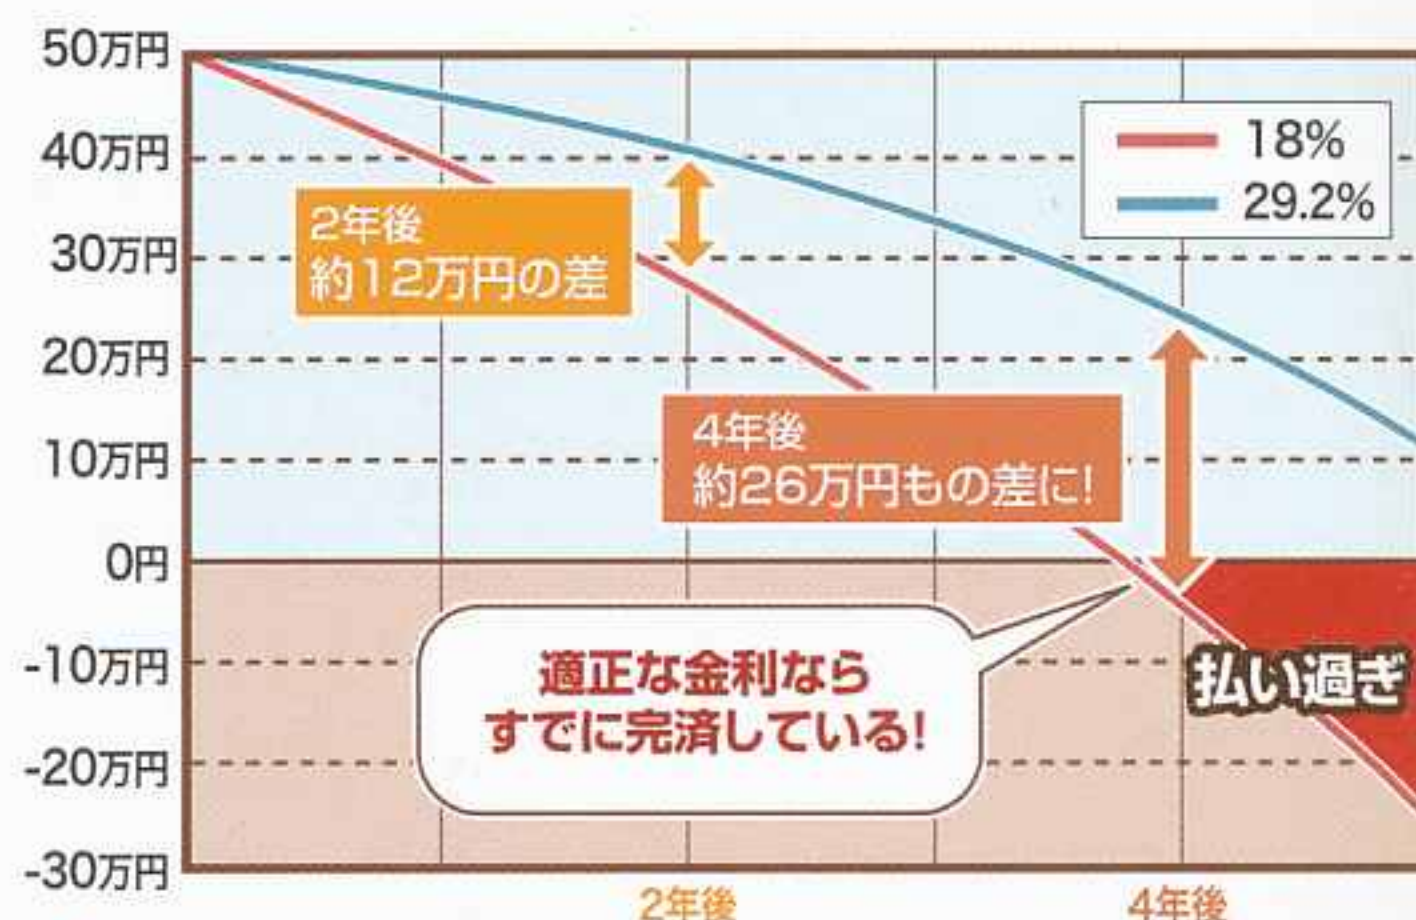 50万円
40万円
30万円
20万円
10万円
0円
-10万円
-20万円
-30万円
18%
29.2%
2年後
約12万円の差
4年後
約26万円もの差に!
適正な金利なら
すでに完済している!
払い過ぎ
2年後
4年後